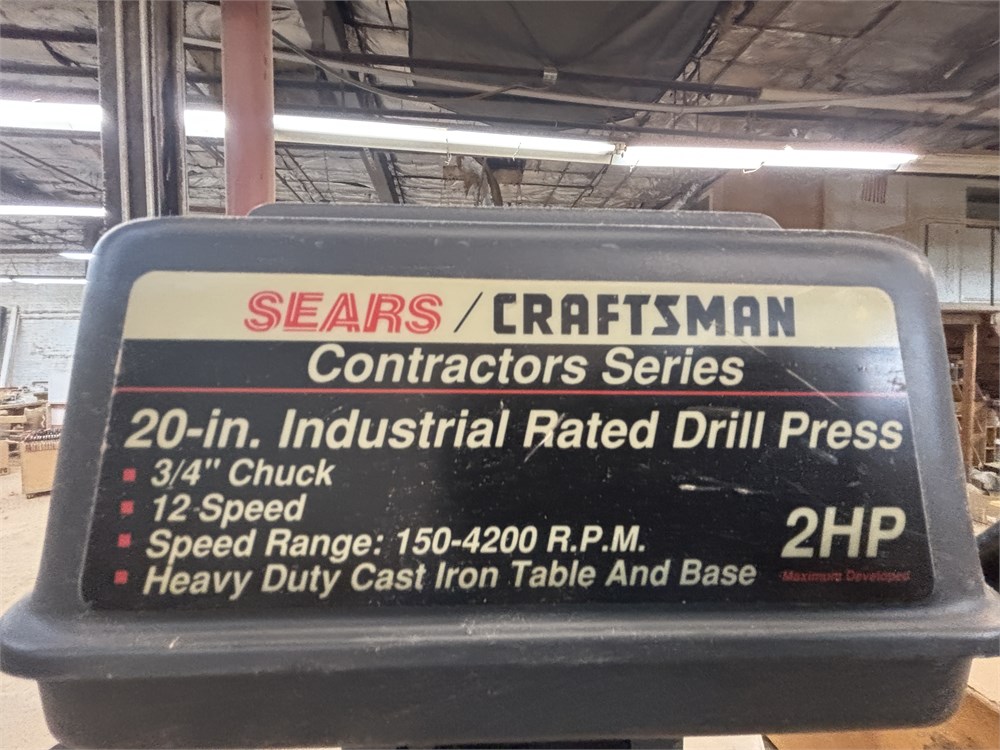 SEARS / CRAFTSMAN
Contractors Series
20-in. Industrial Rated Drill Press
▪ 3/4" Chuck
▪ 12 Speed
▪ Speed Range: 150-4200 R.P.M.
▪ Heavy Duty Cast Iron Table And Base
2HP
Maximum Developed